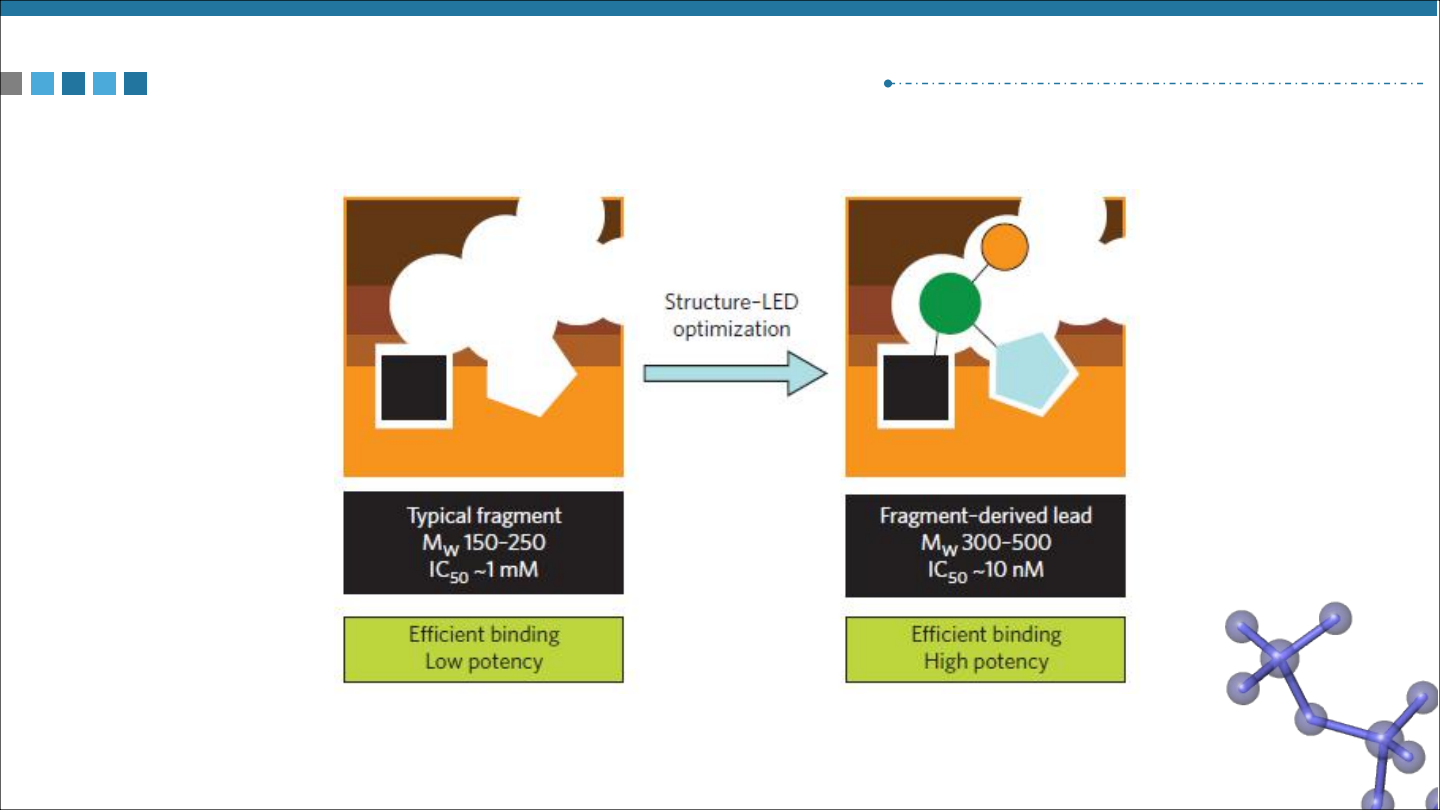 Structure–LED
optimization
Typical fragment
MW 150–250
IC50 ~1 mM
Efficient binding
Low potency
Fragment–derived lead
MW 300–500
IC50 ~10 nM
Efficient binding
High potency